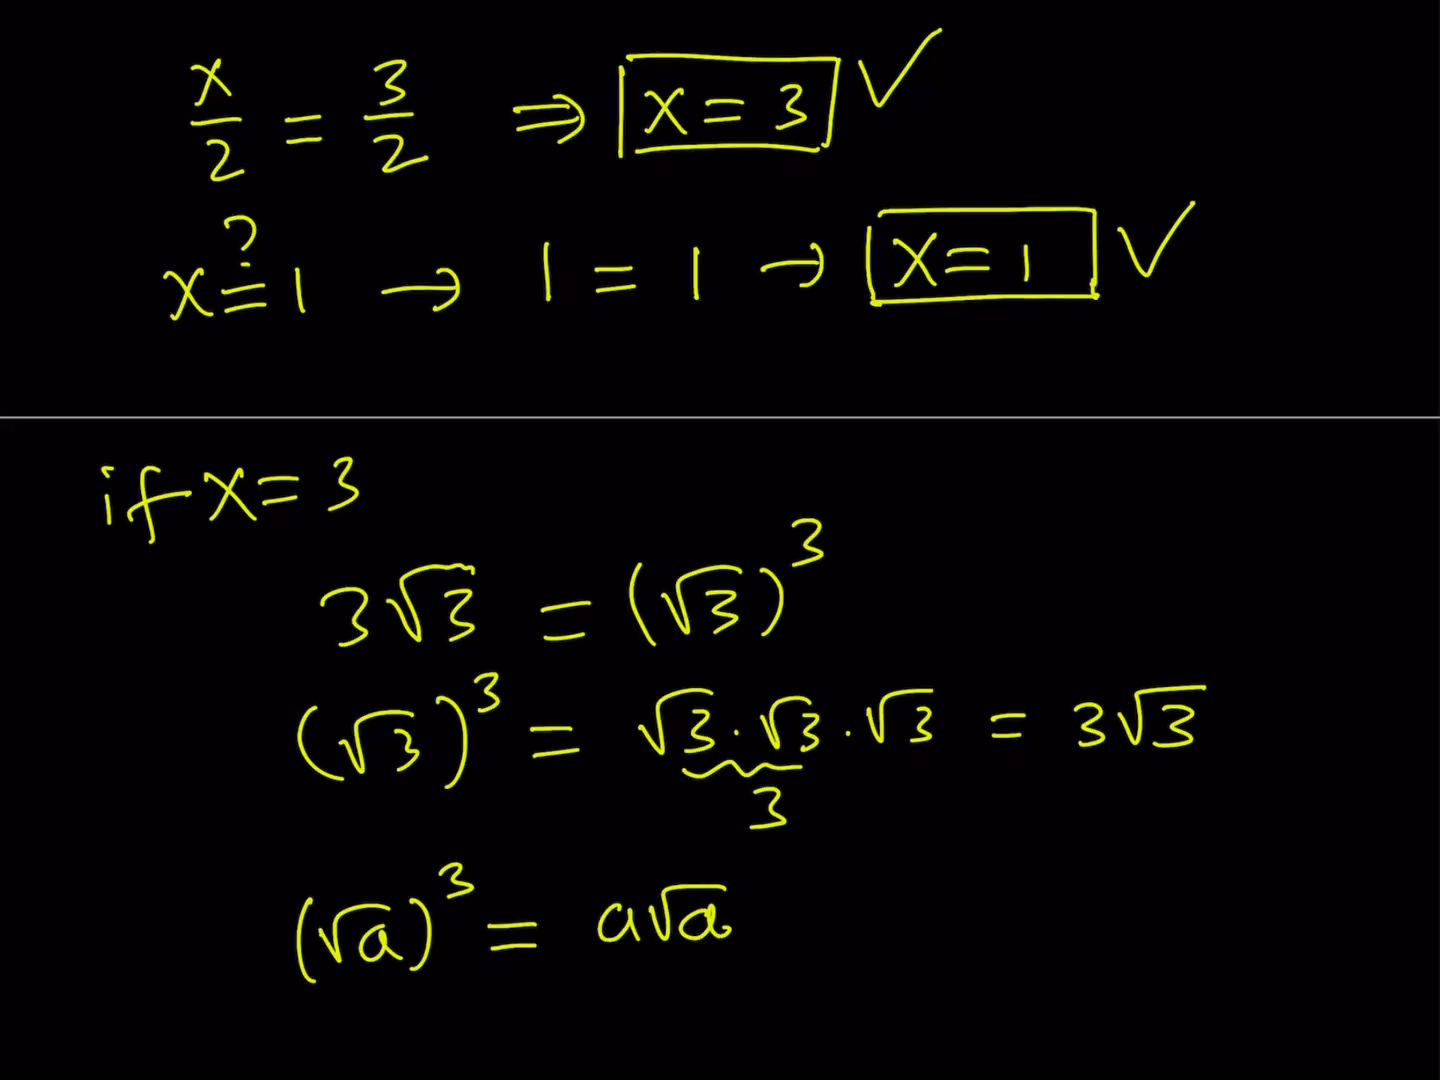 x/2 = 3/2 ⇒ x = 3 ✓
x ≟ 1 → 1 = 1 → x = 1 ✓
if x = 3
3√3 = (√3)³
(√3)³ = √3 · √3 · √3 = 3√3
3
(√a)³ = a√a